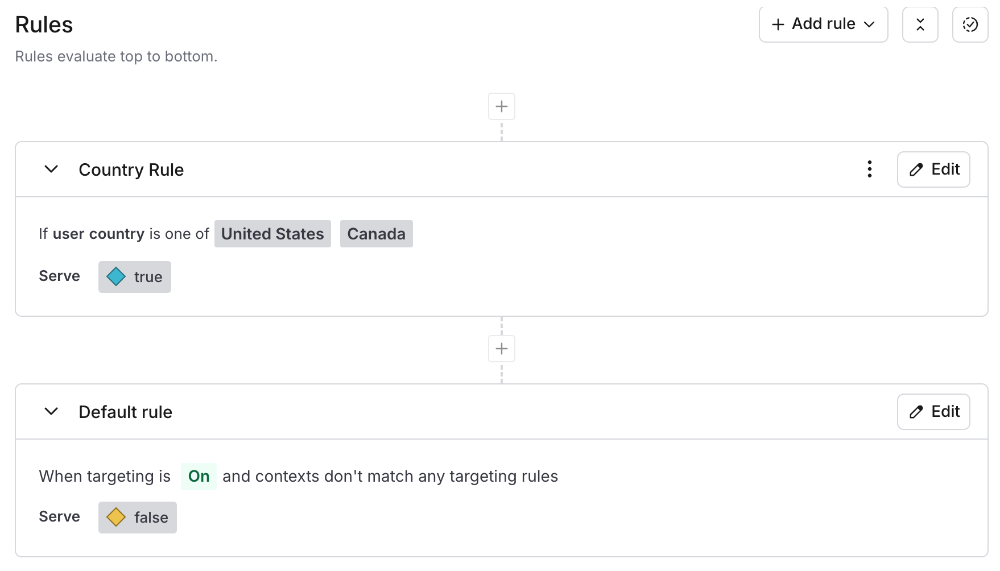 Rules
Add rule
Rules evaluate top to bottom.
Country Rule
Edit
If user country is one of United States Canada
Serve true
Default rule
Edit
When targeting is On and contexts don't match any targeting rules
Serve false